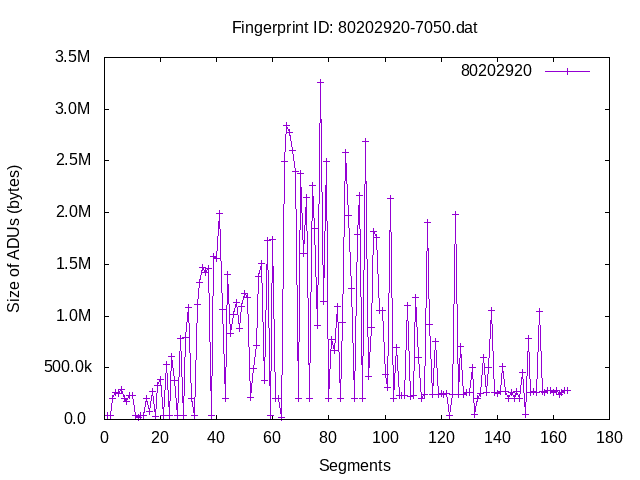 Fingerprint ID: 80202920-7050.dat
3.5M
80202920
3.0M
2.5M
2.0M
Size of ADUs (bytes)
1.5M
1.0M
500.0k
0.0
0 20 40 60 80 100 120 140 160 180
Segments